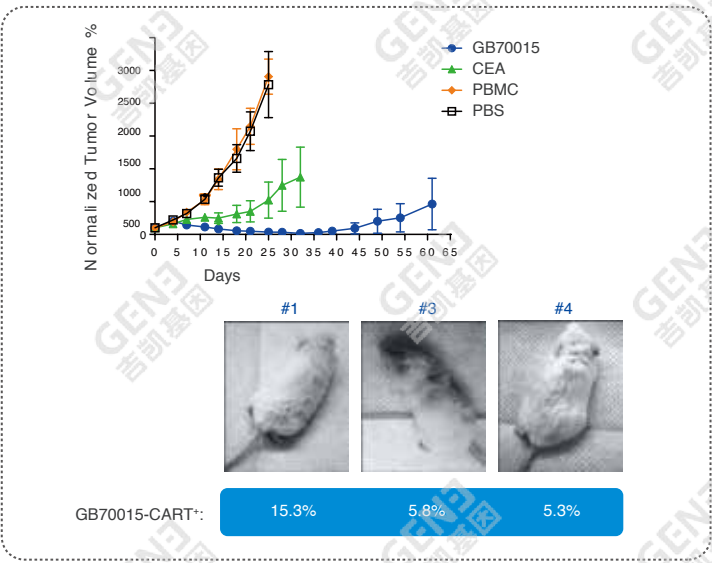 Normalized Tumor Volume %
3000
2500
2000
1500
1000
500
0
0 5 10 15 20 25 30 35 40 45 50 55 60 65
Days
GB70015
CEA
PBMC
PBS
#1 #3 #4
GB70015-CART⁺: 15.3% 5.8% 5.3%
GEN3
吉凯基因